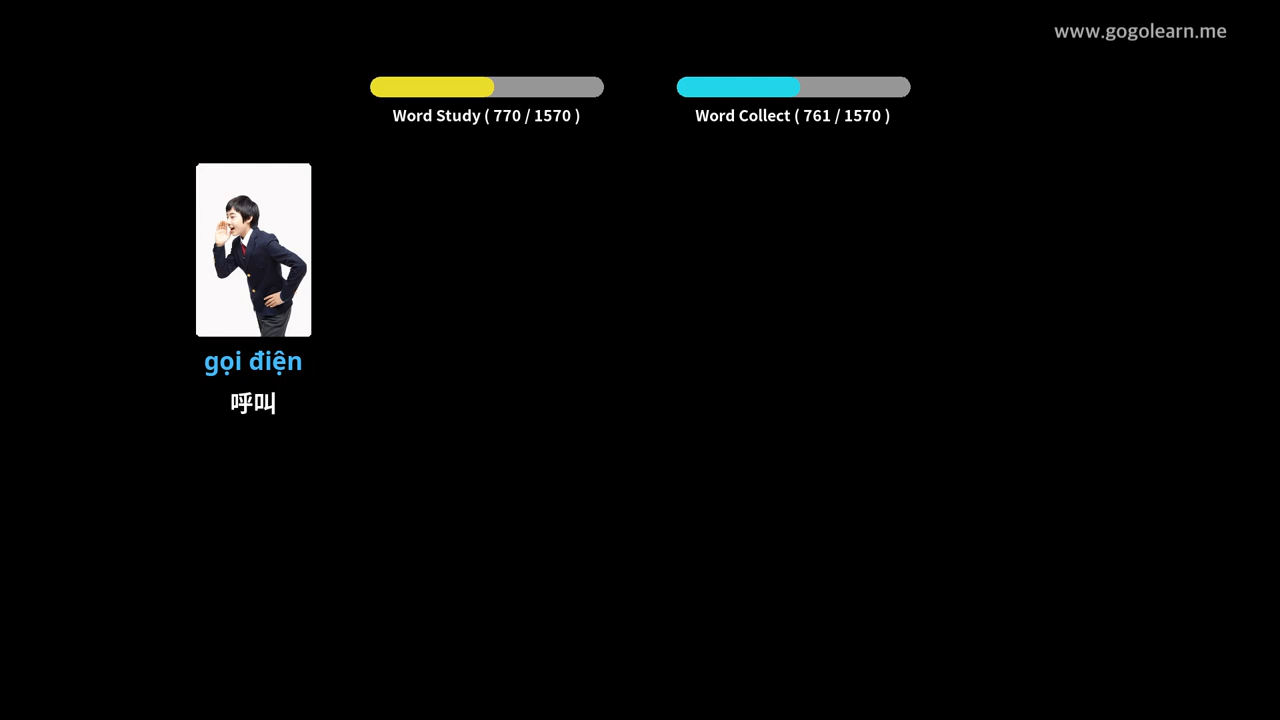 www.gogolearn.me
Word Study ( 770 / 1570 )
Word Collect ( 761 / 1570 )
gọi điện
呼叫